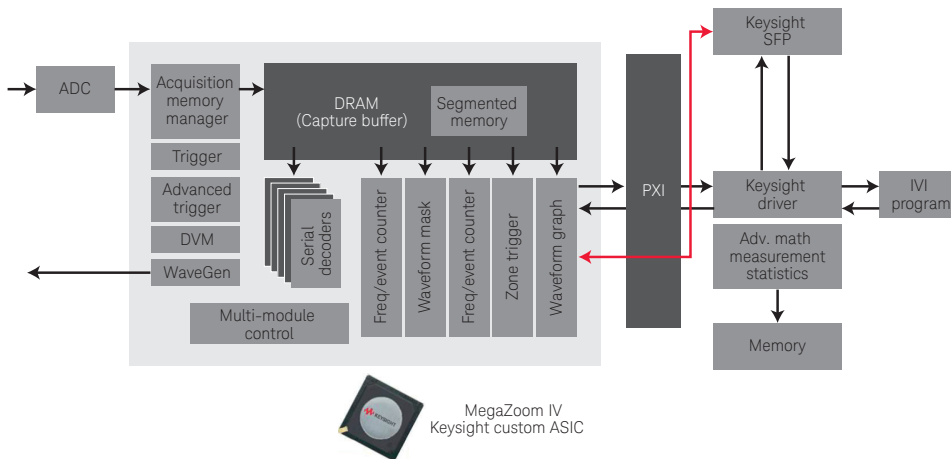 Keysight
SFP
ADC
Acquisition
memory
manager
DRAM
(Capture buffer)
Segmented
memory
Trigger
Advanced
trigger
DVM
WaveGen
Serial
decoders
Freq/event counter
Waveform mask
Freq/event counter
Zone trigger
Waveform graph
Multi-module
control
PXI
Keysight
driver
IVI
program
Adv. math
measurement
statistics
Memory
KEYSIGHT
MegaZoom IV
Keysight custom ASIC